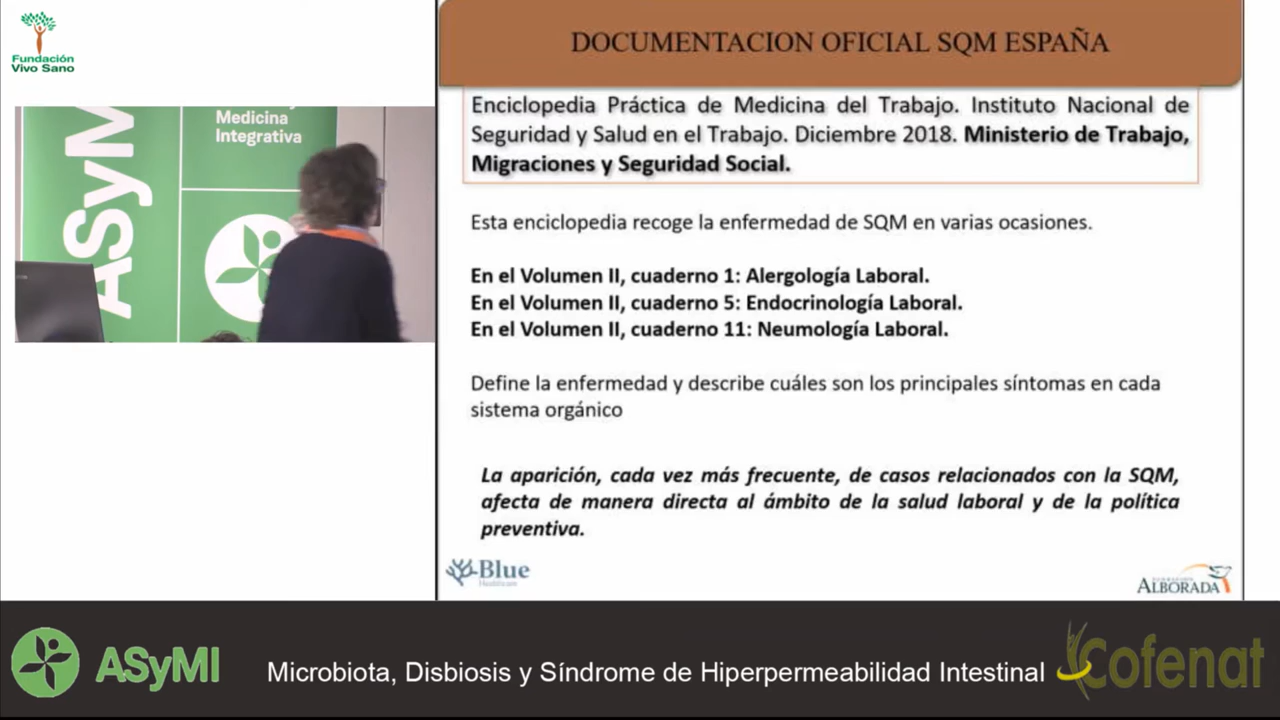 Fundación
Vivo Sano
ASyM
Medicina
Integrativa
DOCUMENTACION OFICIAL SQM ESPAÑA
Enciclopedia Práctica de Medicina del Trabajo. Instituto Nacional de
Seguridad y Salud en el Trabajo. Diciembre 2018. Ministerio de Trabajo,
Migraciones y Seguridad Social.
Esta enciclopedia recoge la enfermedad de SQM en varias ocasiones.
En el Volumen II, cuaderno 1: Alergología Laboral.
En el Volumen II, cuaderno 5: Endocrinología Laboral.
En el Volumen II, cuaderno 11: Neumología Laboral.
Define la enfermedad y describe cuáles son los principales síntomas en cada
sistema orgánico
La aparición, cada vez más frecuente, de casos relacionados con la SQM,
afecta de manera directa al ámbito de la salud laboral y de la política
preventiva.
Blue
Healthcare
FUNDACIÓN
ALBORADA
ASyMI
Microbiota, Disbiosis y Síndrome de Hiperpermeabilidad Intestinal
Cofenat